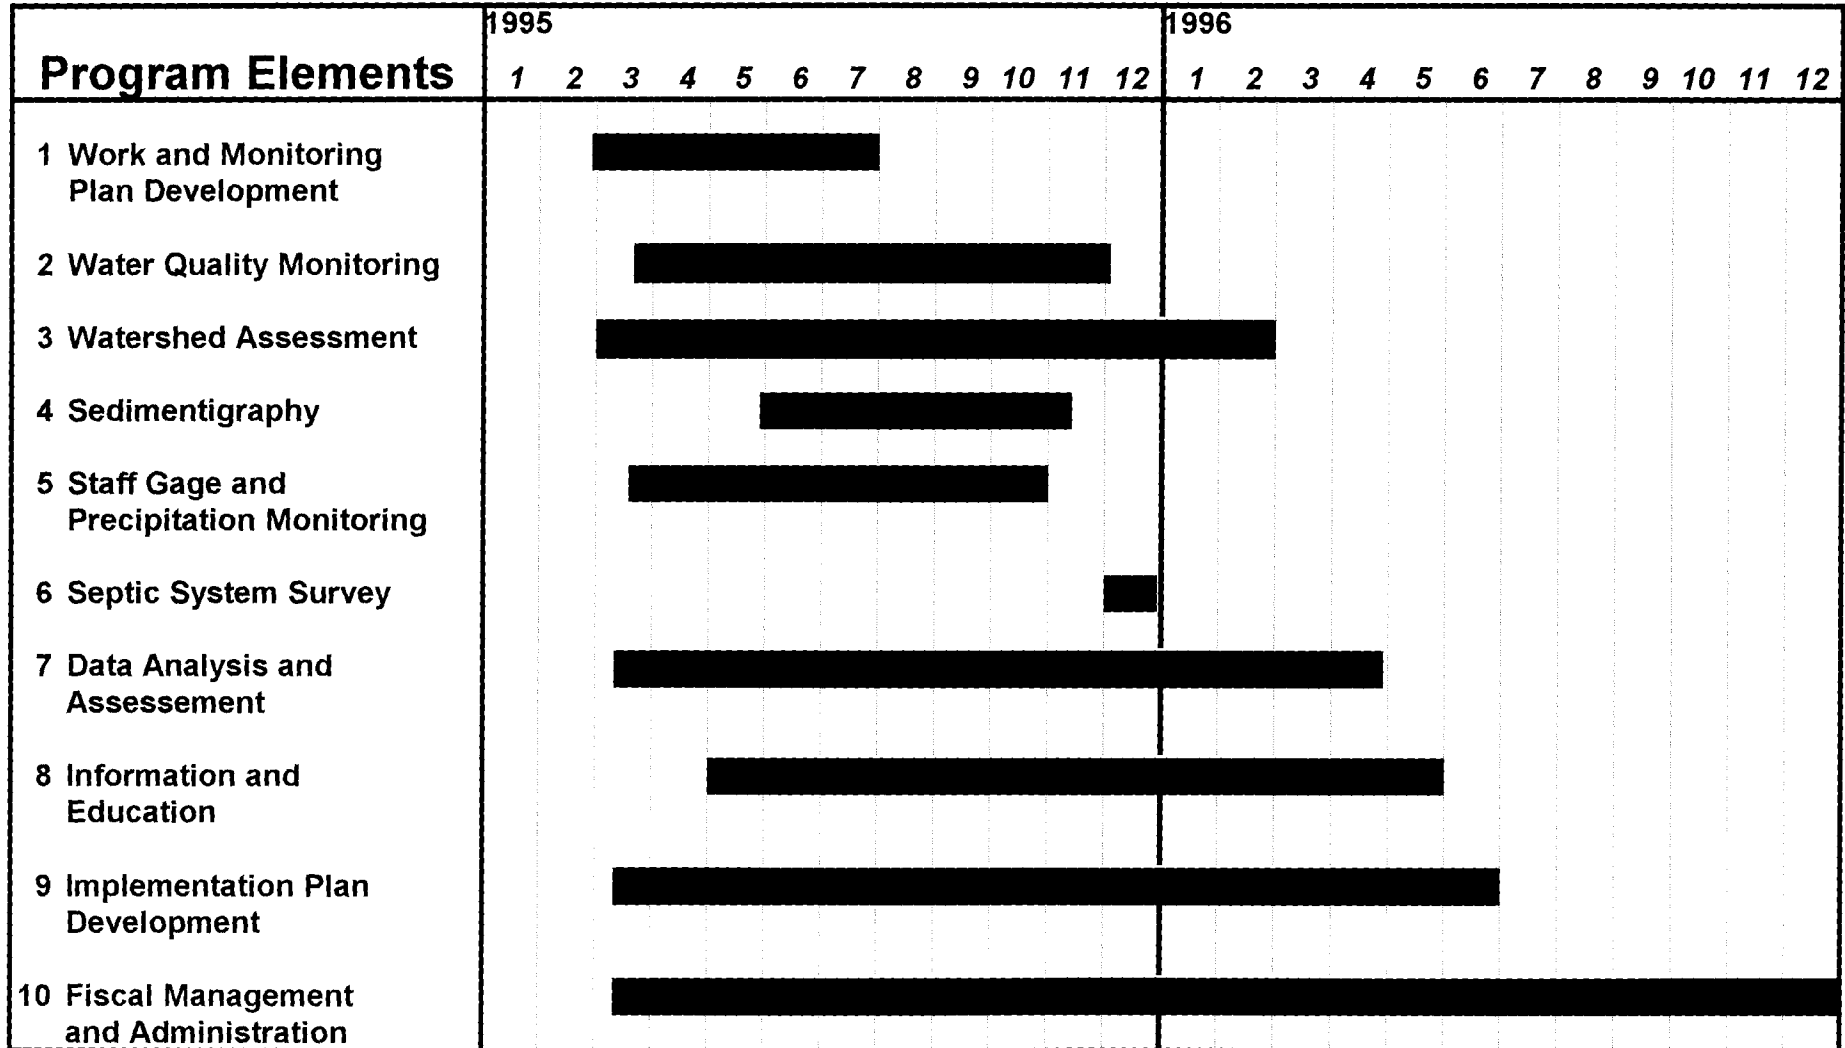 1995 1996
Program Elements 1 2 3 4 5 6 7 8 9 10 11 12 1 2 3 4 5 6 7 8 9 10 11 12
1 Work and Monitoring
Plan Development
2 Water Quality Monitoring
3 Watershed Assessment
4 Sedimentigraphy
5 Staff Gage and
Precipitation Monitoring
6 Septic System Survey
7 Data Analysis and
Assessement
8 Information and
Education
9 Implementation Plan
Development
10 Fiscal Management
and Administration